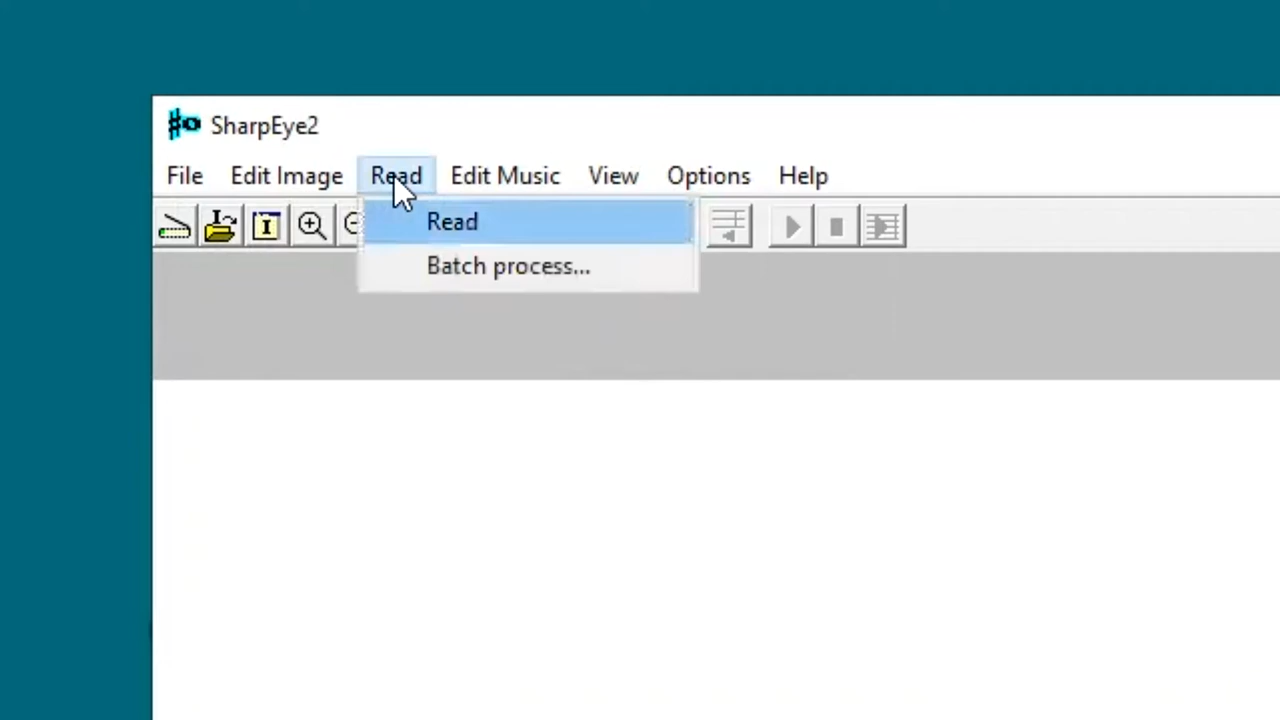 SharpEye2
File Edit Image Read Edit Music View Options Help
Read
Batch process...